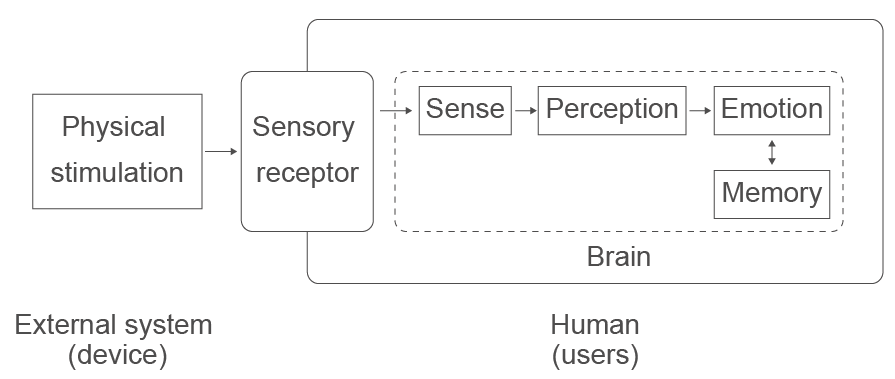 Physical
stimulation
Sensory
receptor
Sense
Perception
Emotion
Memory
Brain
External system
(device)
Human
(users)